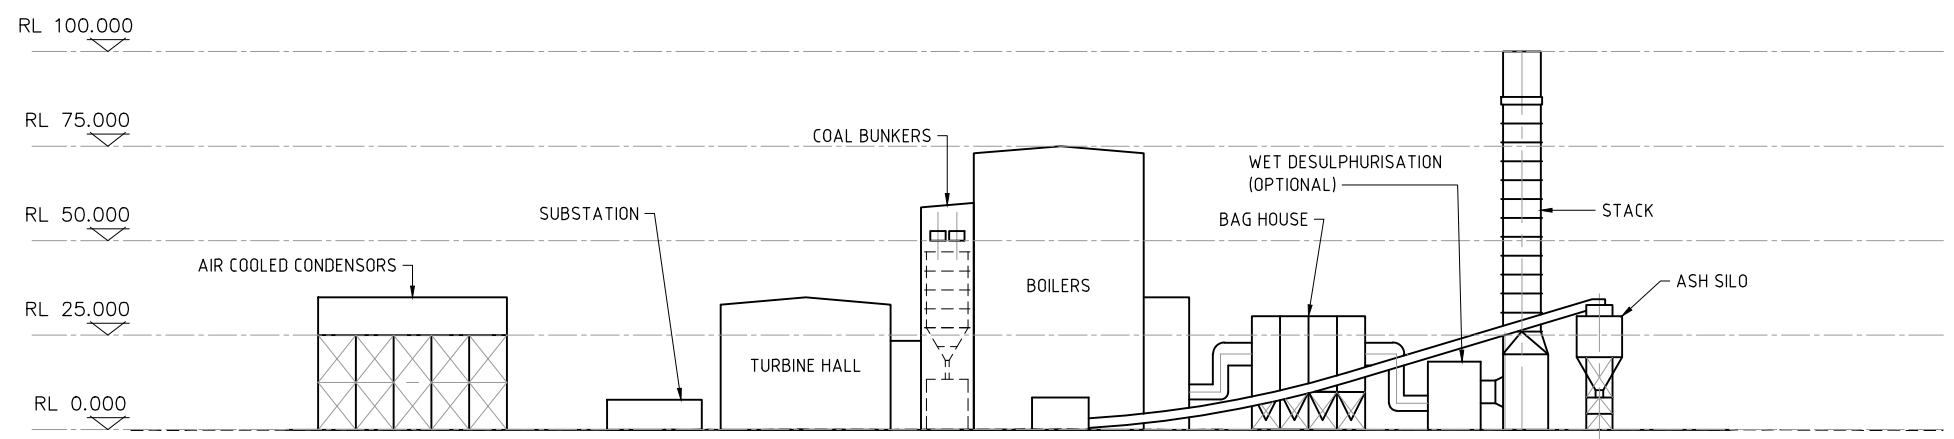 RL 100.000
RL 75.000
COAL BUNKERS
WET DESULPHURISATION
(OPTIONAL)
RL 50.000
SUBSTATION
BAG HOUSE
STACK
AIR COOLED CONDENSORS
BOILERS
ASH SILO
RL 25.000
TURBINE HALL
RL 0.000